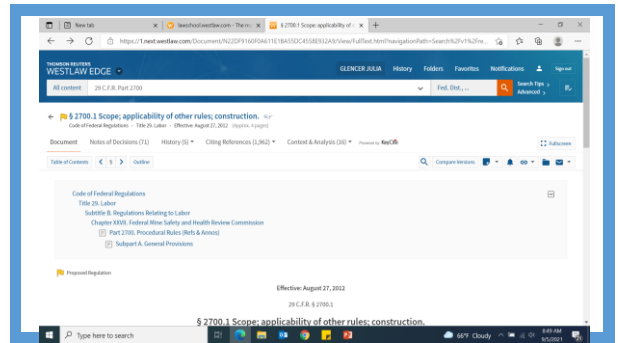 New tab
lawschool.westlaw.com - The mo
§ 2700.1 Scope; applicability of o
https://1.next.westlaw.com/Document/N22DF9160F0A611E18A55DC4558E932A9/View/FullText.html?navigationPath=Search%2Fv1%2Fre...
THOMSON REUTERS
WESTLAW EDGE
GLENCER JULIA History Folders Favorites Notifications Sign out
All content 29 C.F.R. Part 2700 Fed. Dist., ... Search Tips >
Advanced >
§ 2700.1 Scope; applicability of other rules; construction.
Code of Federal Regulations - Title 29. Labor - Effective: August 27, 2012 (Approx. 4 pages)
Document Notes of Decisions (71) History (5) Citing References (1,962) Context & Analysis (16) Powered by KeyCite
Fullscreen
Table of Contents § Outline Compare Versions
Code of Federal Regulations
Title 29. Labor
Subtitle B. Regulations Relating to Labor
Chapter XXVII. Federal Mine Safety and Health Review Commission
Part 2700. Procedural Rules (Refs & Annos)
Subpart A. General Provisions
Proposed Regulation
Effective: August 27, 2012
29 C.F.R. § 2700.1
§ 2700.1 Scope; applicability of other rules; construction.
Type here to search
66°F Cloudy
8:49 AM
9/5/2021